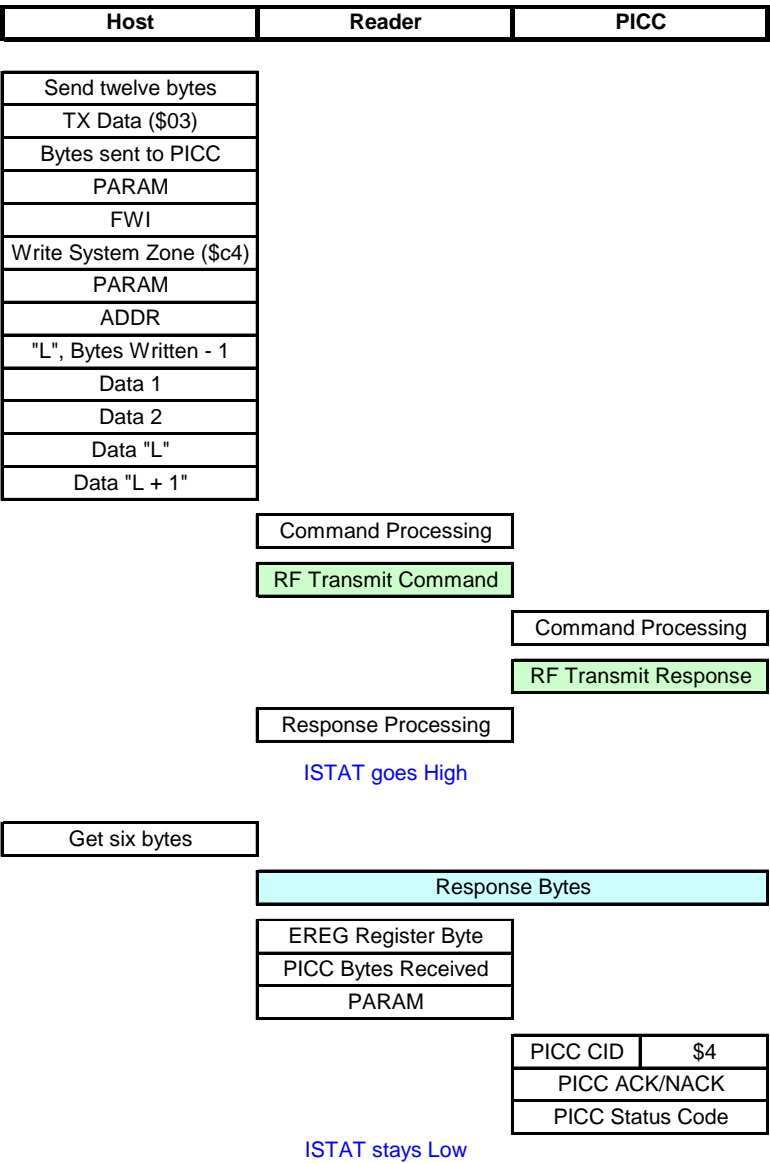 Host Reader PICC
Send twelve bytes
TX Data ($03)
Bytes sent to PICC
PARAM
FWI
Write System Zone ($c4)
PARAM
ADDR
"L", Bytes Written - 1
Data 1
Data 2
Data "L"
Data "L + 1"
Command Processing
RF Transmit Command
Command Processing
RF Transmit Response
Response Processing
ISTAT goes High
Get six bytes
Response Bytes
EREG Register Byte
PICC Bytes Received
PARAM
PICC CID $4
PICC ACK/NACK
PICC Status Code
ISTAT stays Low